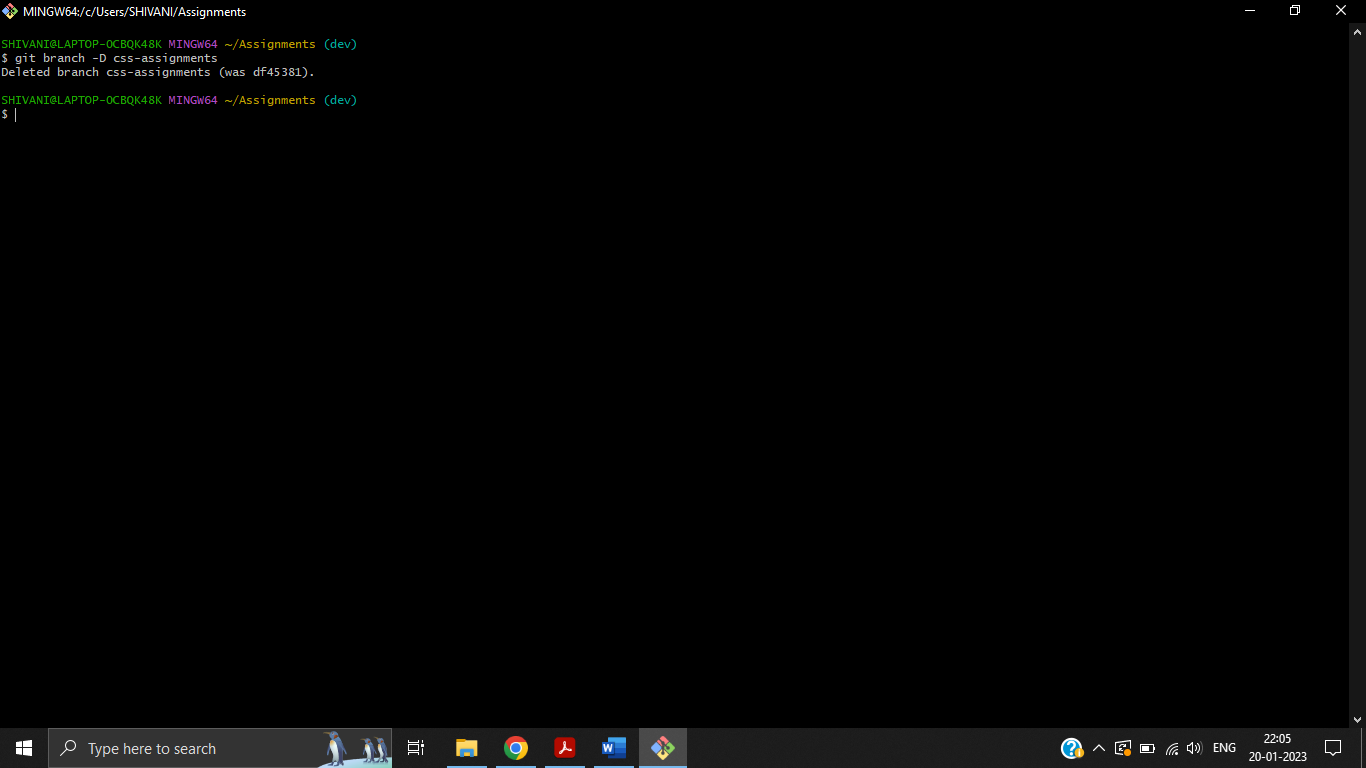 MINGW64:/c/Users/SHIVANI/Assignments
SHIVANI@LAPTOP-OCBQK48K MINGW64 ~/Assignments (dev)
$ git branch -D css-assignments
Deleted branch css-assignments (was df45381).
SHIVANI@LAPTOP-OCBQK48K MINGW64 ~/Assignments (dev)
$
Type here to search
W
ENG
22:05
20-01-2023